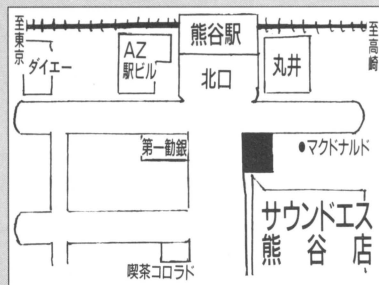 至東京
熊谷駅
至高崎
ダイエー
AZ
駅ビル
北口
丸井
第一勧銀
●マクドナルド
サウンドエス
熊谷店
喫茶コロラド